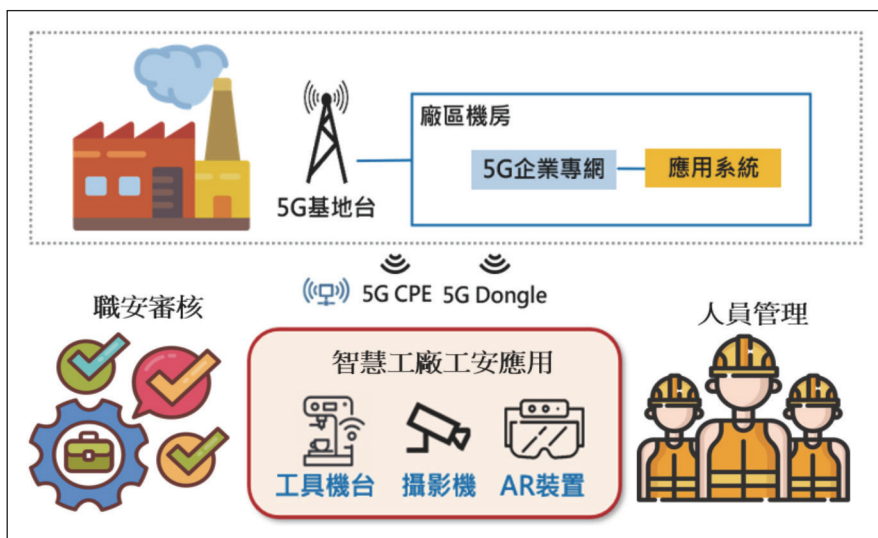 廠區機房
5G企業專網
應用系統
5G基地台
5G CPE
5G Dongle
職安審核
人員管理
智慧工廠工安應用
工具機台
攝影機
AR裝置